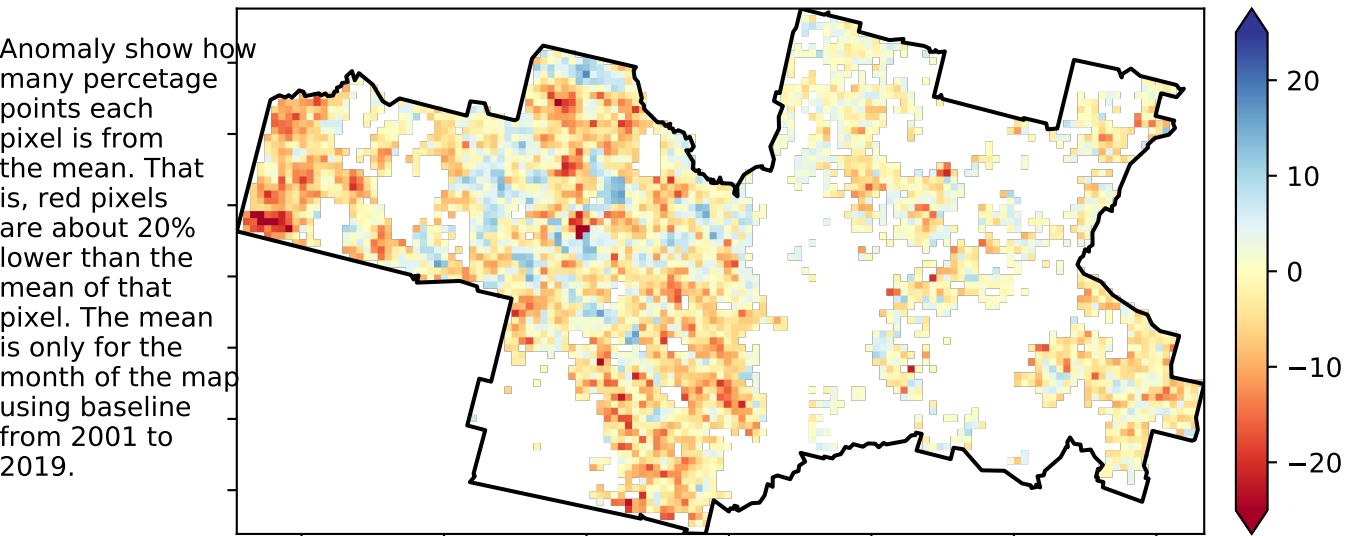 Anomaly show how
many percetage
points each
pixel is from
the mean. That
is, red pixels
are about 20%
lower than the
mean of that
pixel. The mean
is only for the
month of the map
using baseline
from 2001 to
2019.
20
10
0
−10
−20